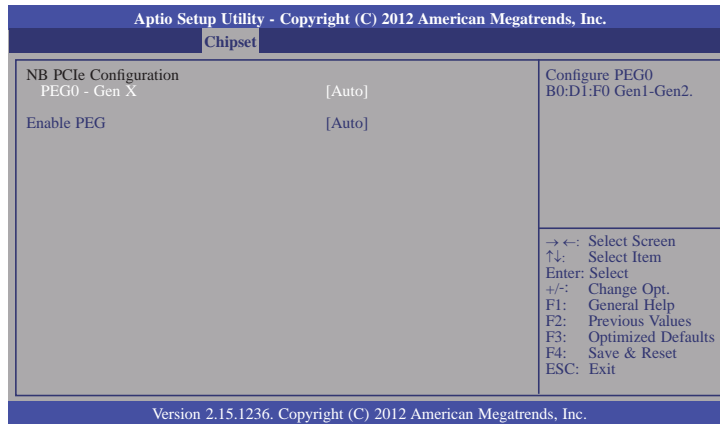 Aptio Setup Utility - Copyright (C) 2012 American Megatrends, Inc.
Chipset
NB PCIe Configuration
PEG0 - Gen X [Auto]
Enable PEG [Auto]
Configure PEG0
B0:D1:F0 Gen1-Gen2.
→←: Select Screen
↑↓: Select Item
Enter: Select
+/-: Change Opt.
F1: General Help
F2: Previous Values
F3: Optimized Defaults
F4: Save & Reset
ESC: Exit
Version 2.15.1236. Copyright (C) 2012 American Megatrends, Inc.